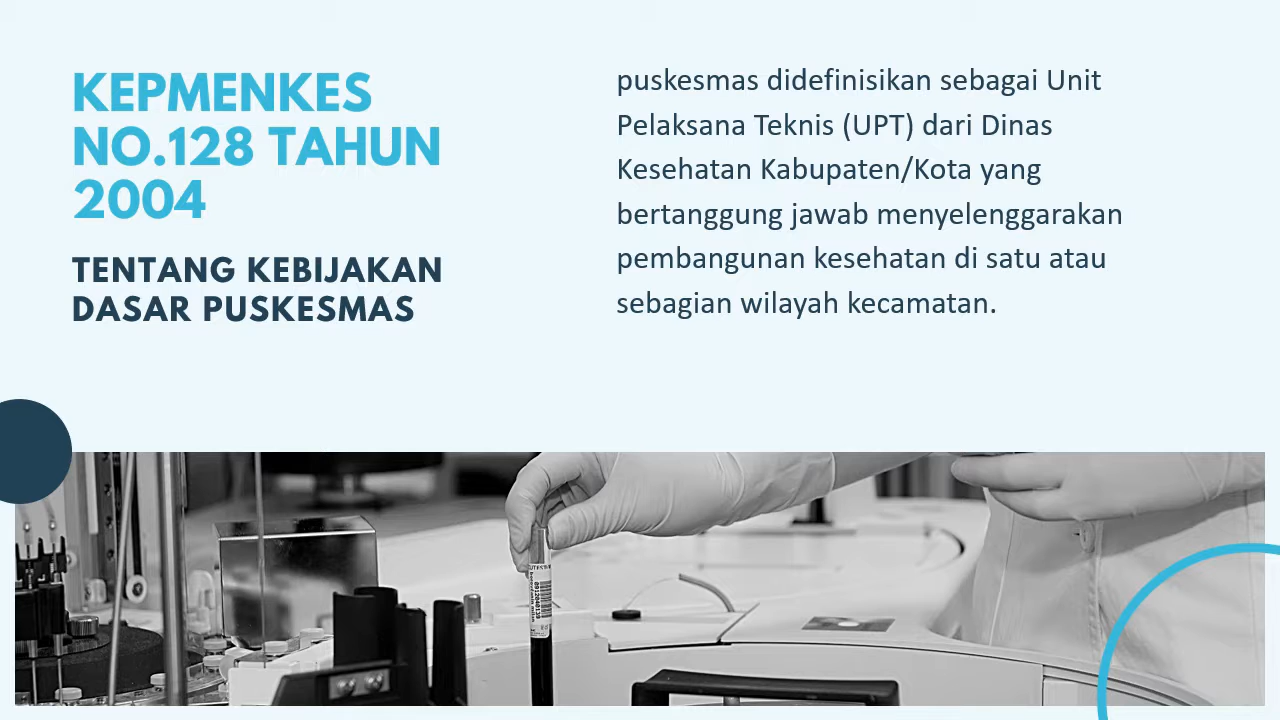 KEPMENKES
NO.128 TAHUN
2004
TENTANG KEBIJAKAN
DASAR PUSKESMAS
puskesmas didefinisikan sebagai Unit
Pelaksana Teknis (UPT) dari Dinas
Kesehatan Kabupaten/Kota yang
bertanggung jawab menyelenggarakan
pembangunan kesehatan di satu atau
sebagian wilayah kecamatan.